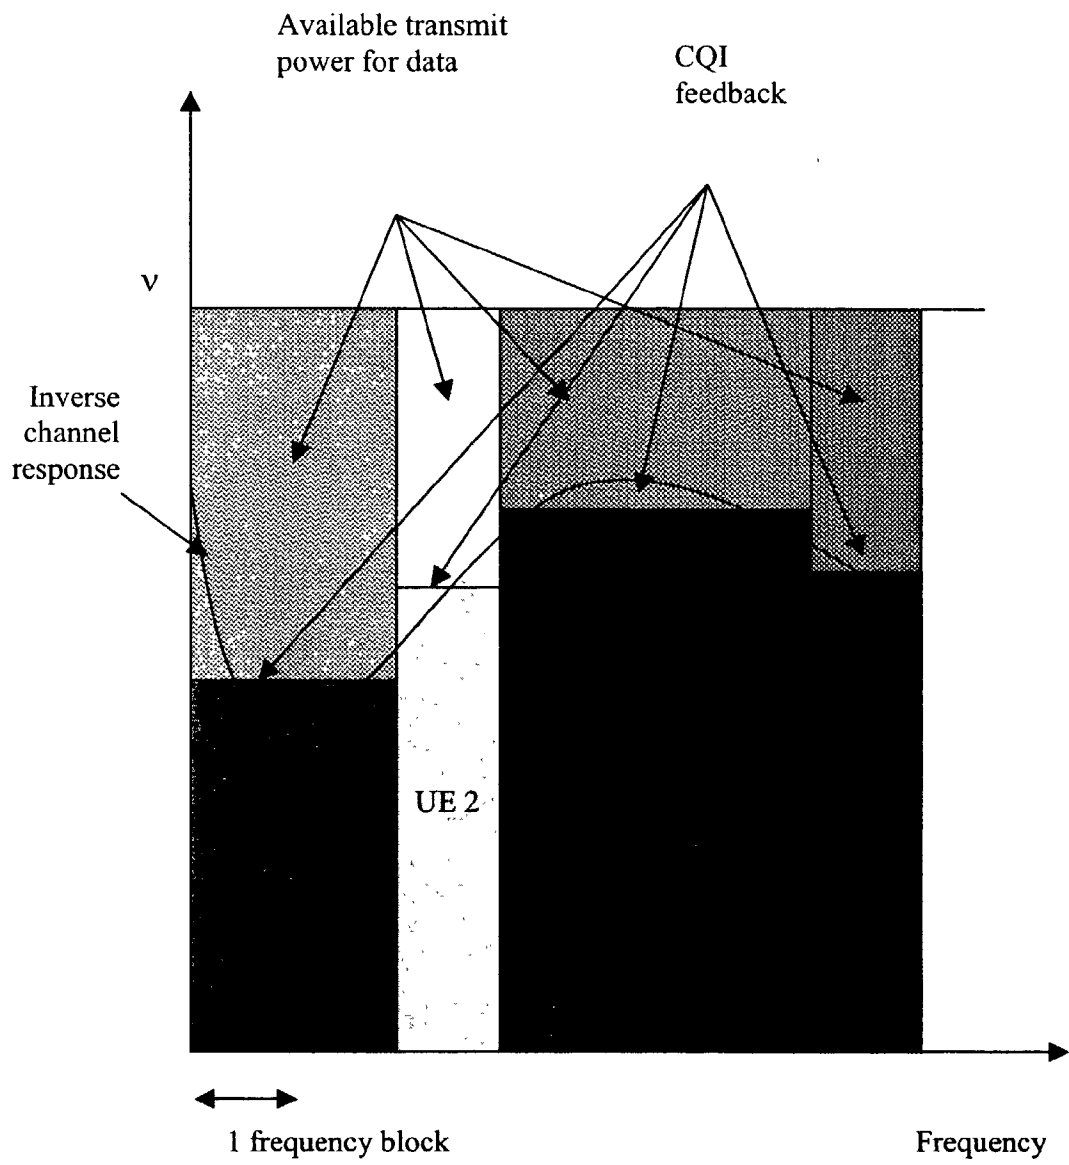 Available transmit
power for data
CQI
feedback
ν
Inverse
channel
response
UE 2
1 frequency block
Frequency